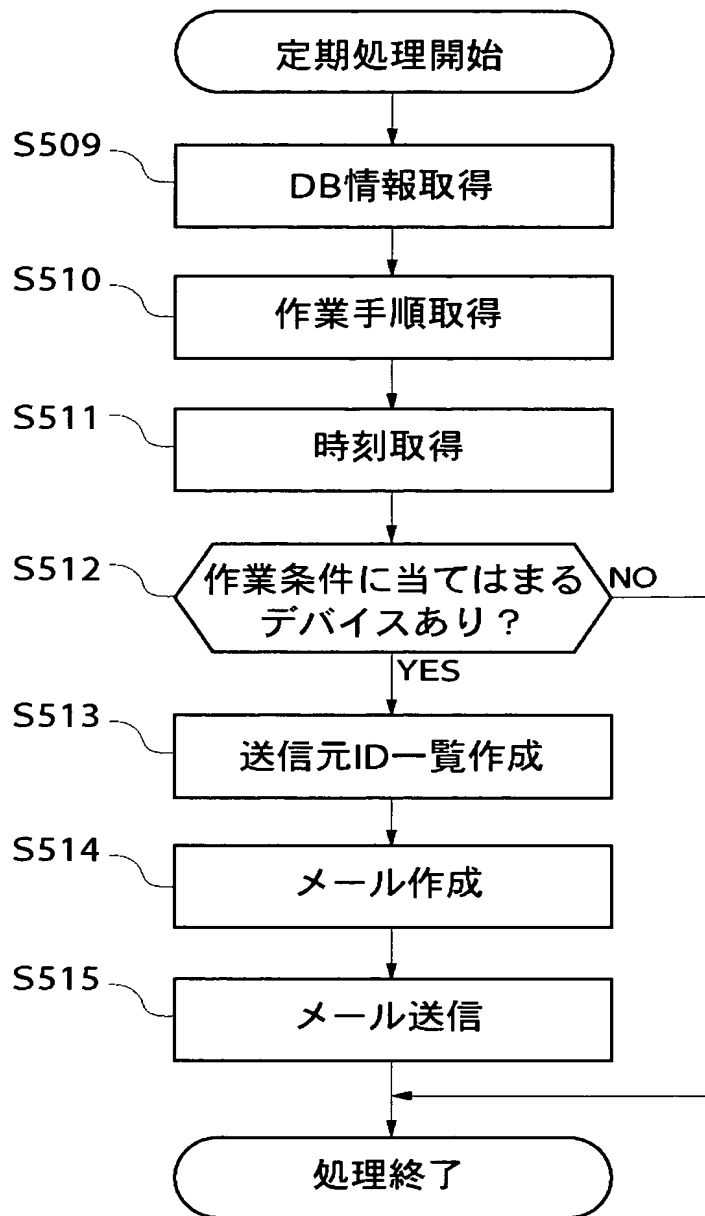 定期処理開始
S509
DB情報取得
S510
作業手順取得
S511
時刻取得
S512
作業条件に当てはまる
デバイスあり？
NO
YES
S513
送信元ID一覧作成
S514
メール作成
S515
メール送信
処理終了